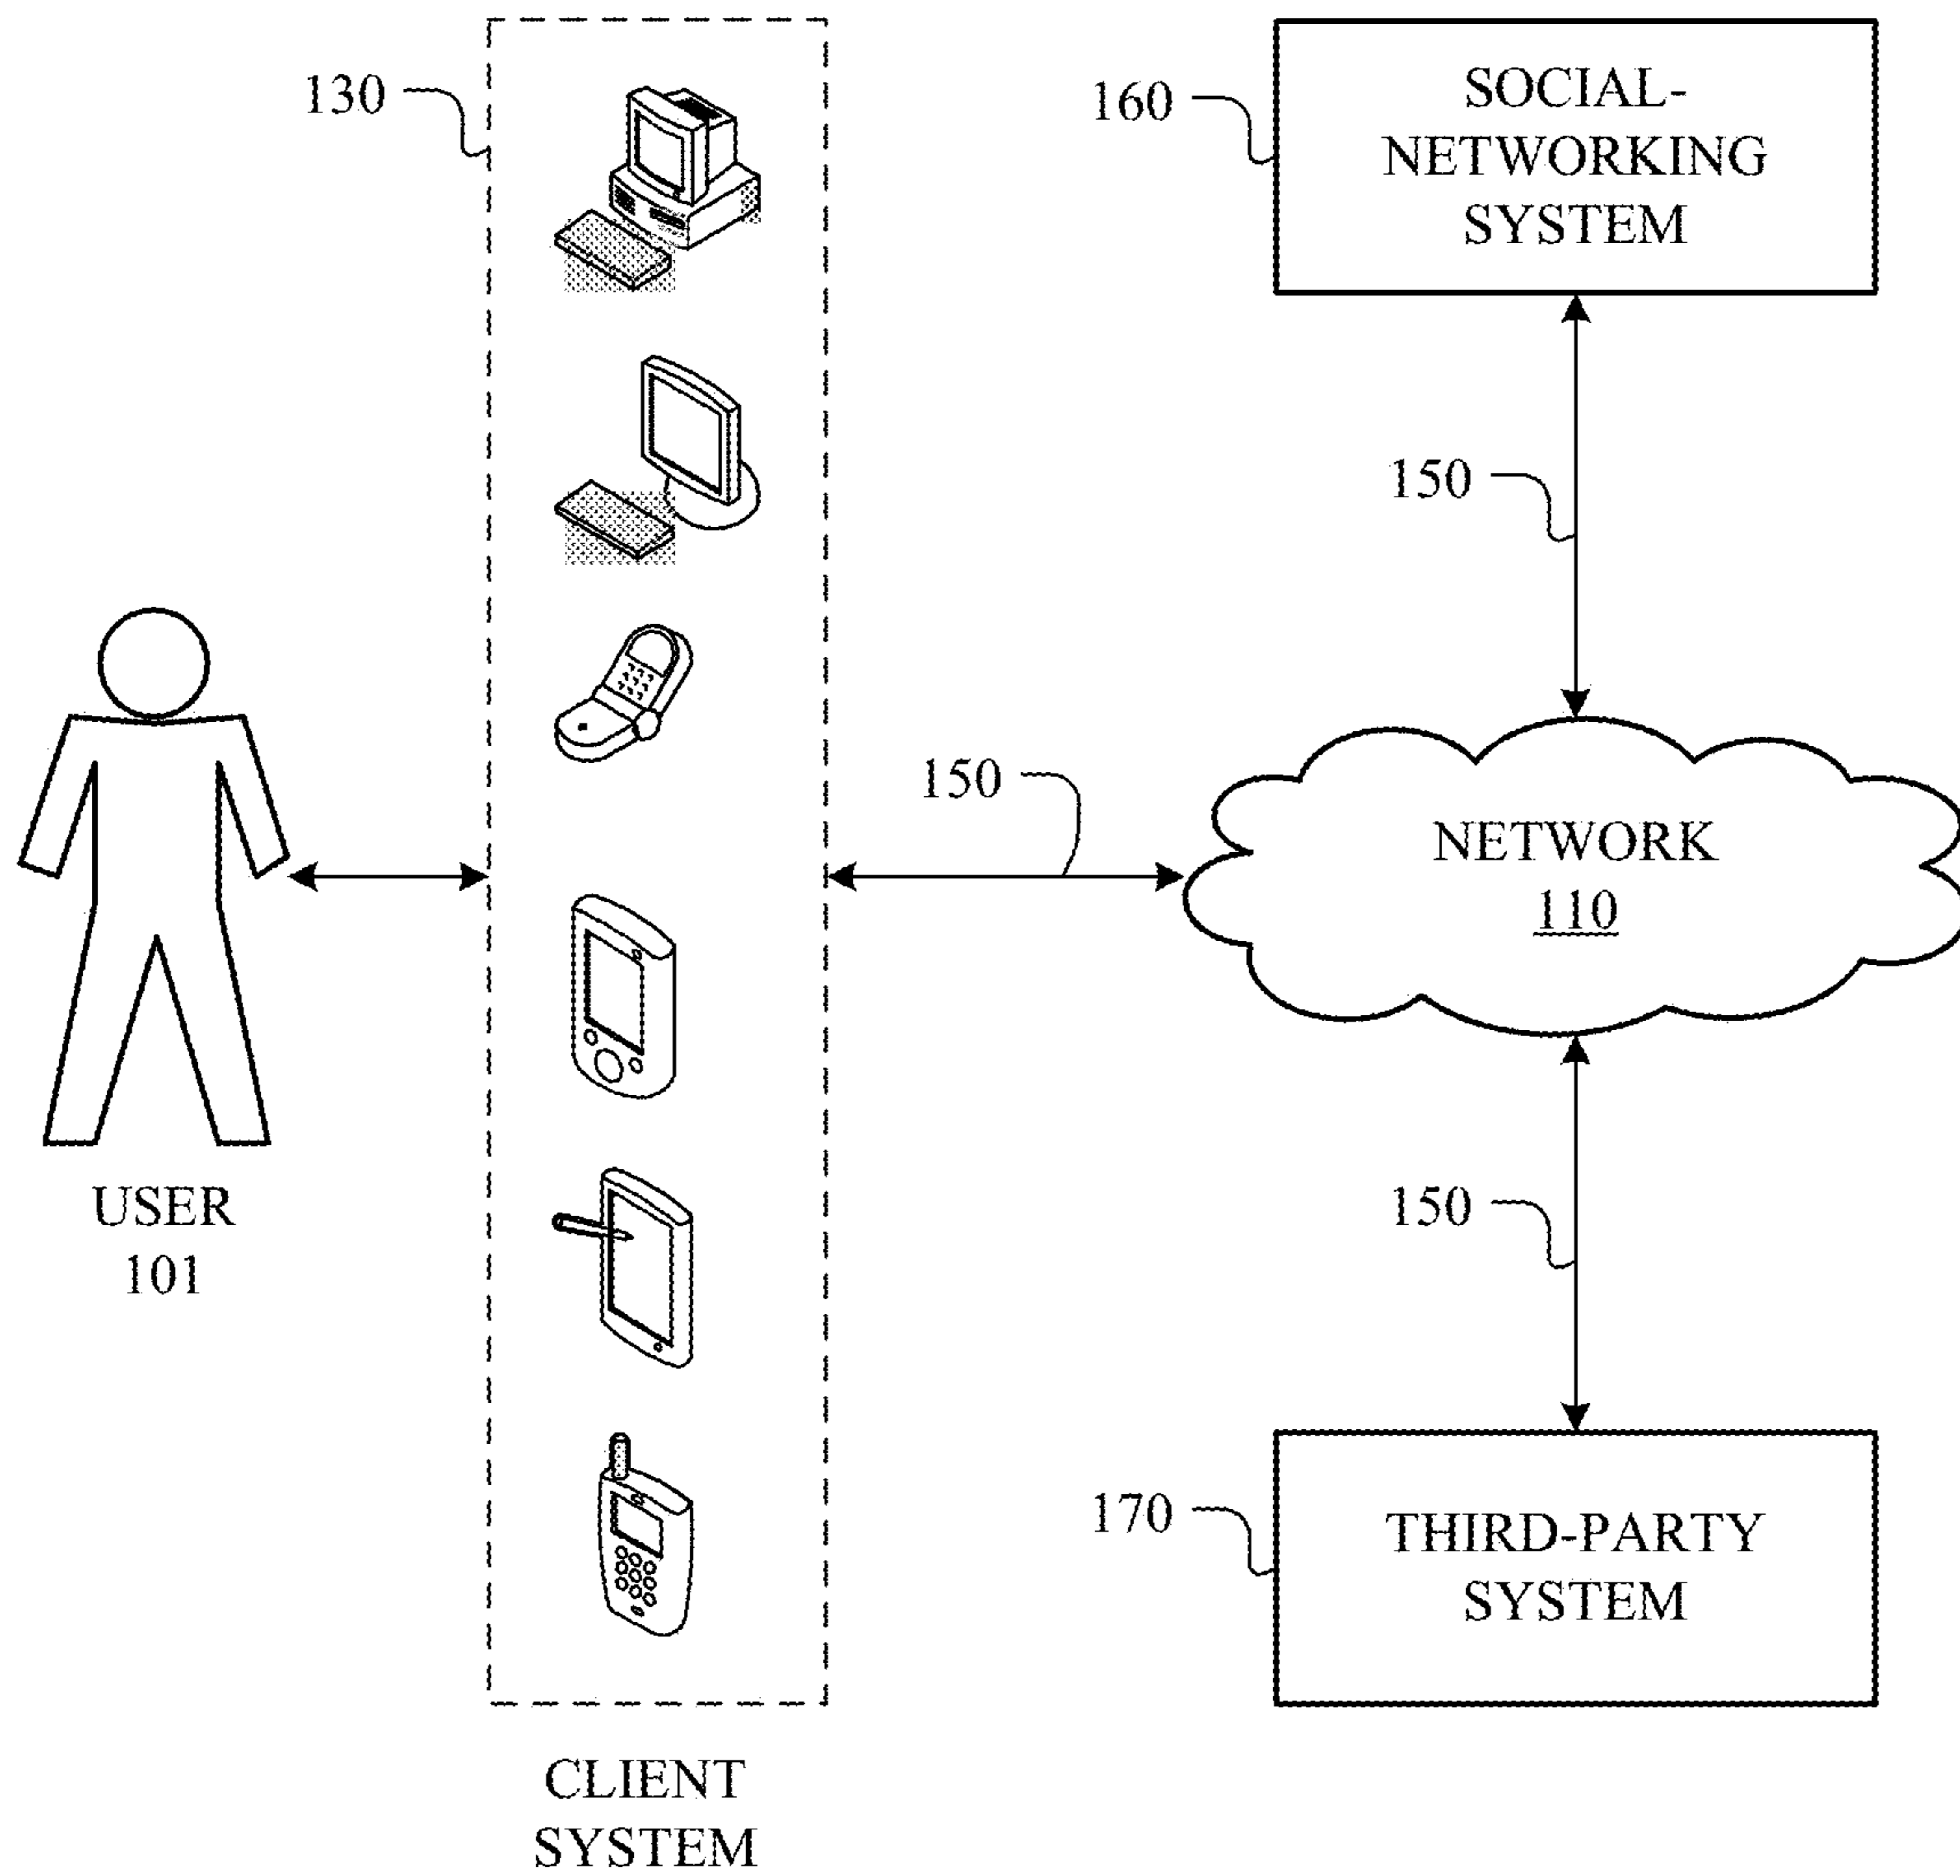 130
160
SOCIAL-
NETWORKING
SYSTEM
150
150
NETWORK
110
USER
101
150
170
THIRD-PARTY
SYSTEM
CLIENT
SYSTEM